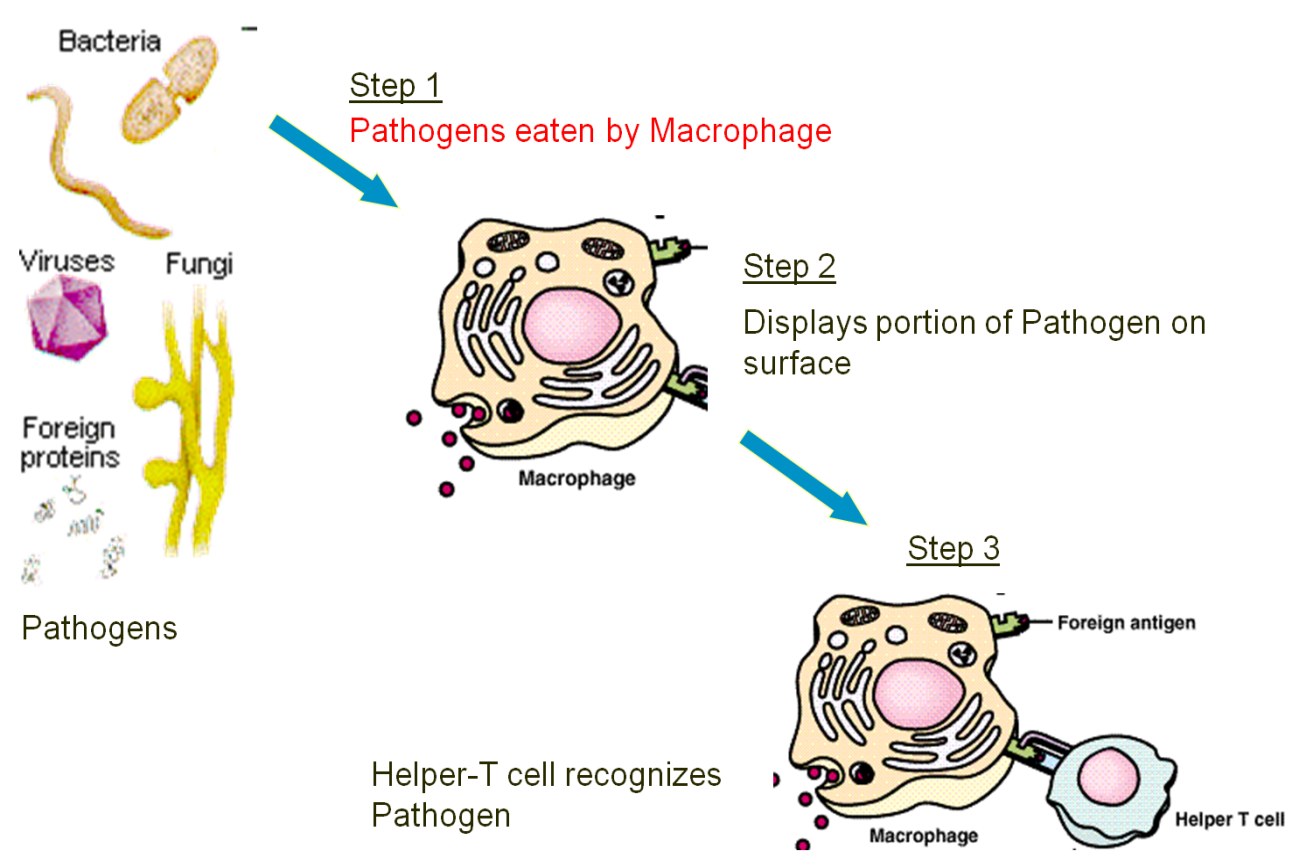 Bacteria
Step 1
Pathogens eaten by Macrophage
Viruses
Fungi
Step 2
Displays portion of Pathogen on
surface
Foreign
proteins
Macrophage
Step 3
Pathogens
Foreign antigen
Helper-T cell recognizes
Pathogen
Helper T cell
Macrophage